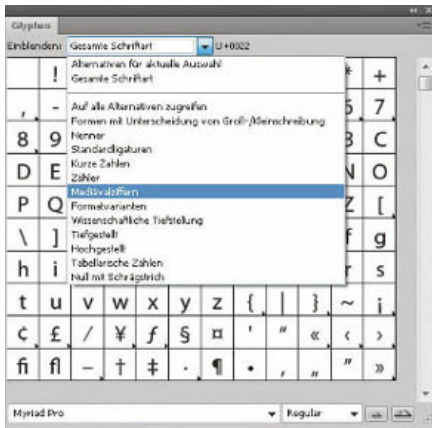 Glyphen
Einblenden: Gesamte Schriftart U+0022
Alternativen für aktuelle Auswahl
Gesamte Schriftart
Auf alle Alternativen zugreifen
Formen mit Unterscheidung von Groß-/Kleinschreibung
Nenner
Standardligaturen
Kurze Zahlen
Zähler
Mediävalziffern
Formatvarianten
Wissenschaftliche Tiefstellung
Tiefgestellt
Hochgestellt
Tabellarische Zahlen
Null mit Schrägstrich
! * +
, - 5 7
8 9 B C
D E N O
P Q Z [
\ ] f g
h i r s
t u v w x y z { | } ~ ¡
¢ £ ⁄ ¥ ƒ § ¤ ' " « ‹ ›
fi fl – † ‡ · ¶ • ‚ „ ” »
Myriad Pro Regular